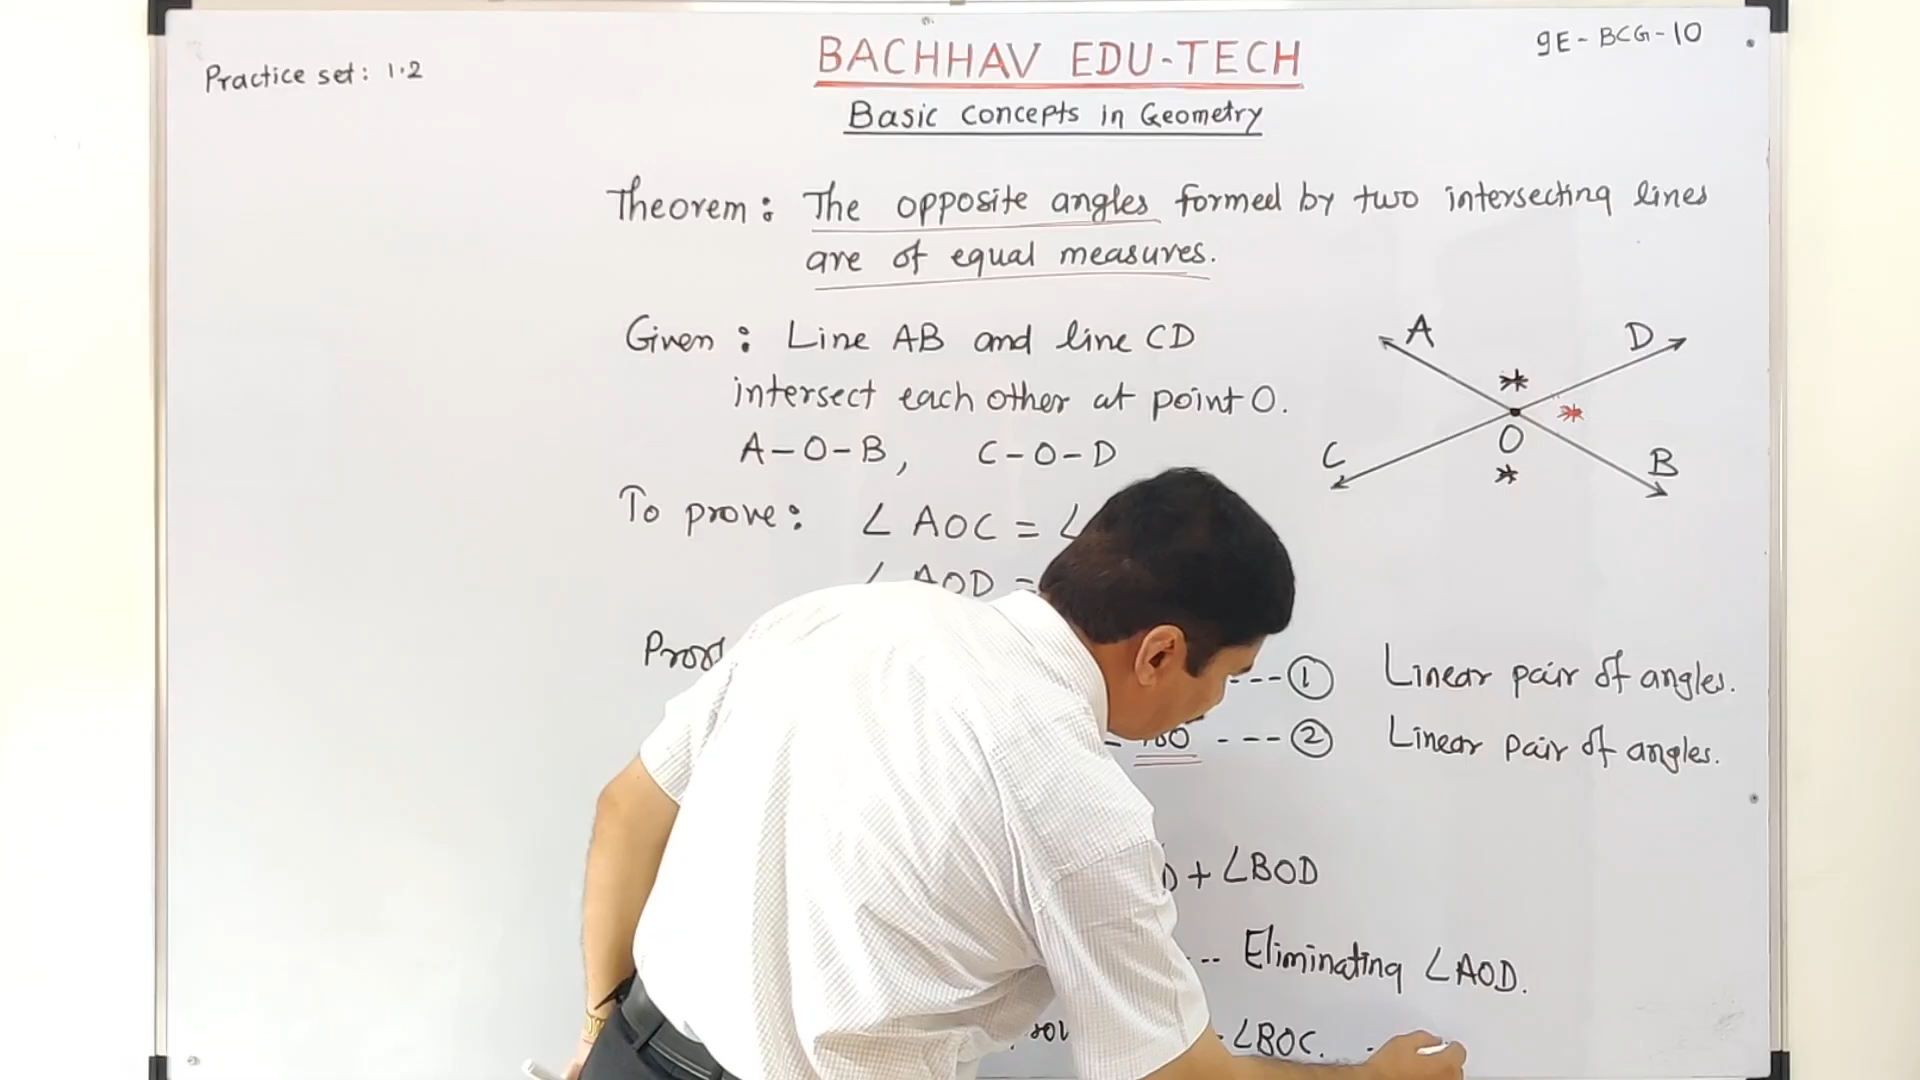 Practice set: 1.2
BACHHAV EDU-TECH
9E-BCG-10
Basic Concepts in Geometry
Theorem: The opposite angles formed by two intersecting lines
are of equal measures.
Given: Line AB and line CD
intersect each other at point O.
A-O-B, C-O-D
A
D
O
C
B
To prove: ∠AOC = ∠
∠AOD =
---① Linear pair of angles.
180 ----② Linear pair of angles.
+ ∠BOD
Eliminating ∠AOD.
∠BOC.